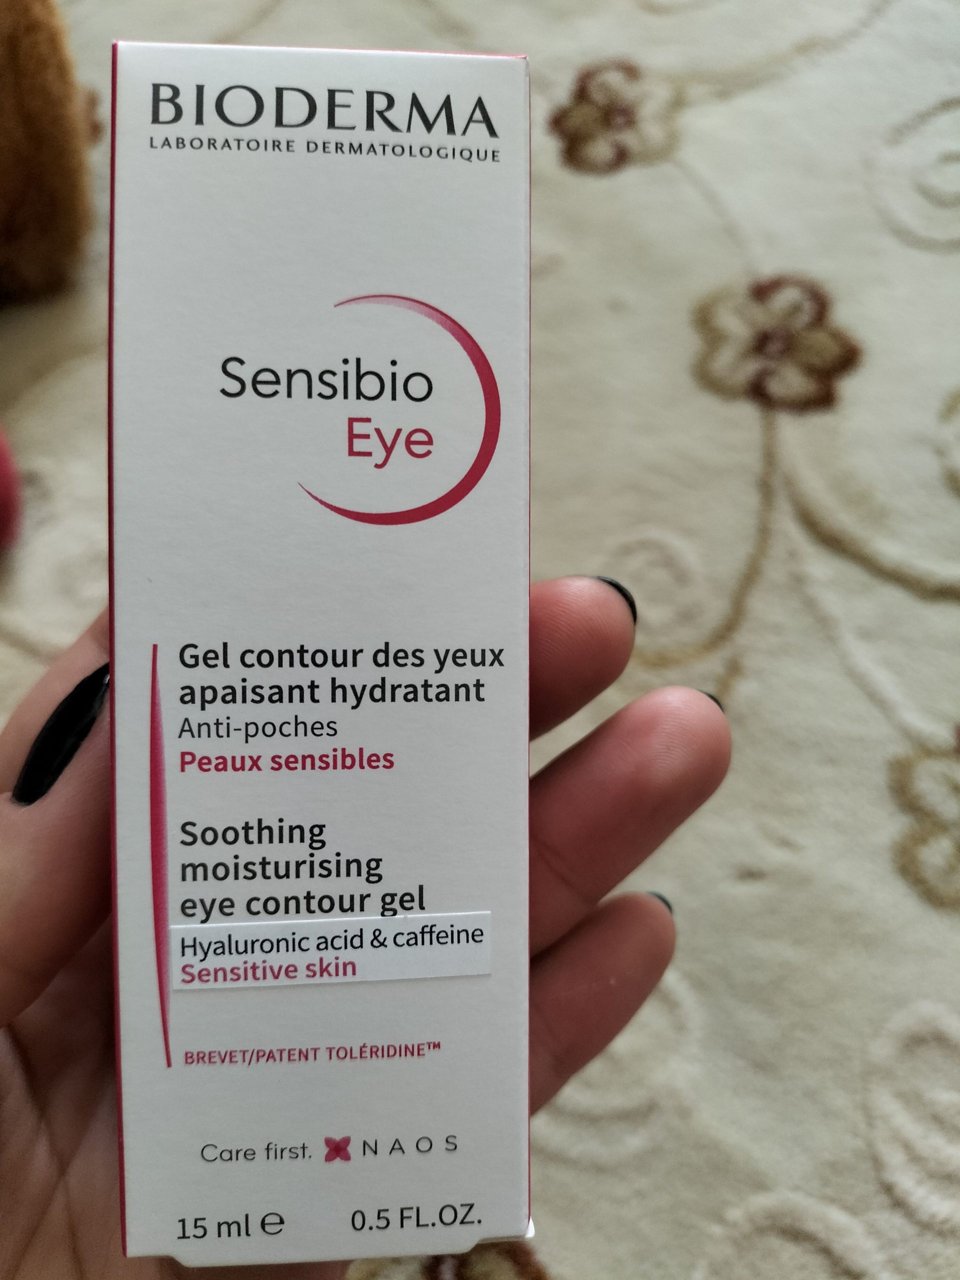 BIODERMA
LABORATOIRE DERMATOLOGIQUE
Sensibio
Eye
Gel contour des yeux
apaisant hydratant
Anti-poches
Peaux sensibles
Soothing
moisturising
eye contour gel
Hyaluronic acid & caffeine
Sensitive skin
BREVET/PATENT TOLÉRIDINE™
Care first. NAOS
15 ml ℮ 0.5 FL.OZ.